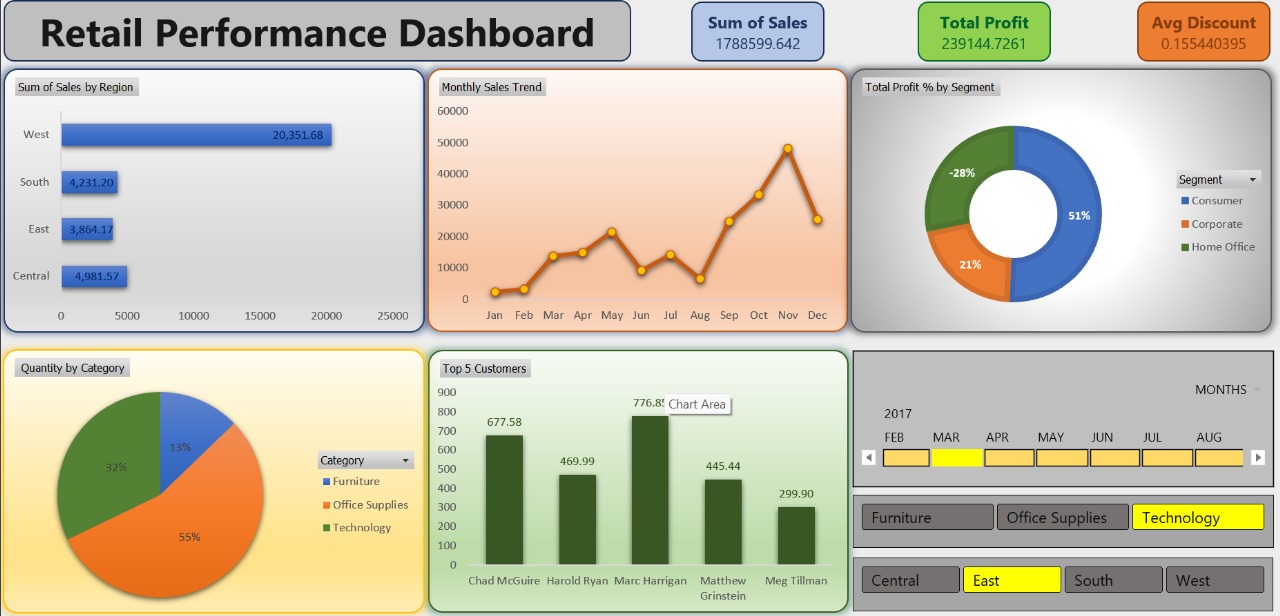 Retail Performance Dashboard
Sum of Sales
1788599.642
Total Profit
239144.7261
Avg Discount
0.155440395
Sum of Sales by Region
West
20,351.68
South
4,231.20
East
3,864.17
Central
4,981.57
0 5000 10000 15000 20000 25000
Monthly Sales Trend
60000
50000
40000
30000
20000
10000
0
Jan Feb Mar Apr May Jun Jul Aug Sep Oct Nov Dec
Total Profit % by Segment
-28%
51%
21%
Segment
Consumer
Corporate
Home Office
Quantity by Category
13%
32%
55%
Category
Furniture
Office Supplies
Technology
Top 5 Customers
900
800
700
600
500
400
300
200
100
0
677.58
469.99
776.85
Chart Area
445.44
299.90
Chad McGuire Harold Ryan Marc Harrigan Matthew Grinstein Meg Tillman
MONTHS
2017
FEB MAR APR MAY JUN JUL AUG
Furniture Office Supplies Technology
Central East South West